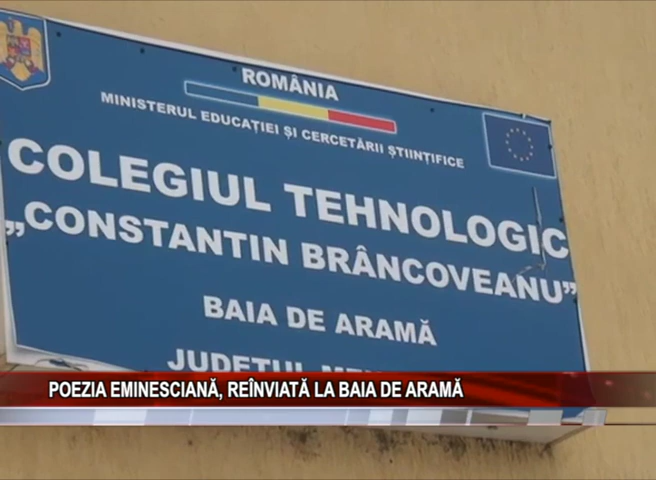 ROMÂNIA
MINISTERUL EDUCAȚIEI ȘI CERCETĂRII ȘTIINȚIFICE
COLEGIUL TEHNOLOGIC
„CONSTANTIN BRÂNCOVEANU”
BAIA DE ARAMĂ
JUDEȚUL
POEZIA EMINESCIANĂ, REÎNVIATĂ LA BAIA DE ARAMĂ